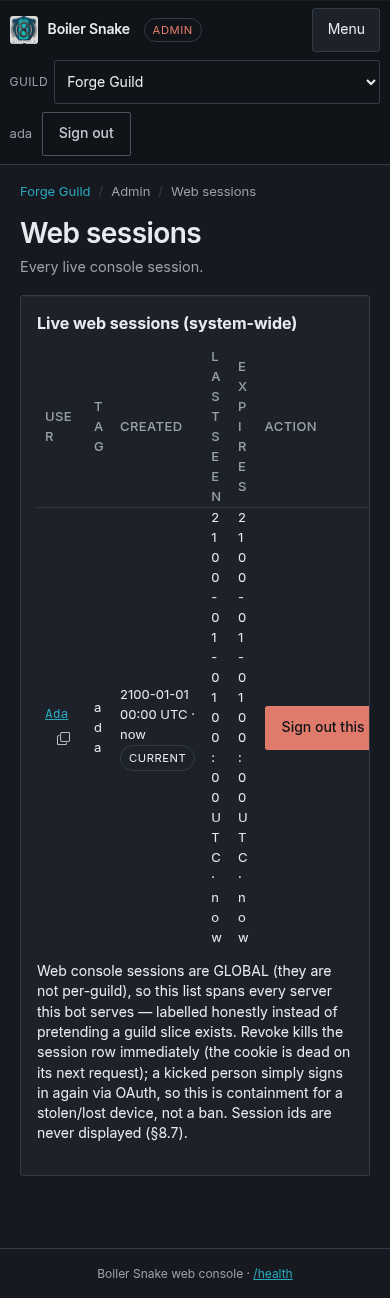 Boiler Snake ADMIN Menu
GUILD Forge Guild
ada Sign out
Forge Guild / Admin / Web sessions
Web sessions
Every live console session.
Live web sessions (system-wide)
USER TAG CREATED LAST SEEN EXPIRES ACTION
Ada ada 2100-01-01 00:00 UTC · now CURRENT 2100-01-01 00:00 UTC · now 2100-01-01 00:00 UTC · now Sign out this
Web console sessions are GLOBAL (they are
not per-guild), so this list spans every server
this bot serves — labelled honestly instead of
pretending a guild slice exists. Revoke kills the
session row immediately (the cookie is dead on
its next request); a kicked person simply signs
in again via OAuth, so this is containment for a
stolen/lost device, not a ban. Session ids are
never displayed (§8.7).
Boiler Snake web console · /health